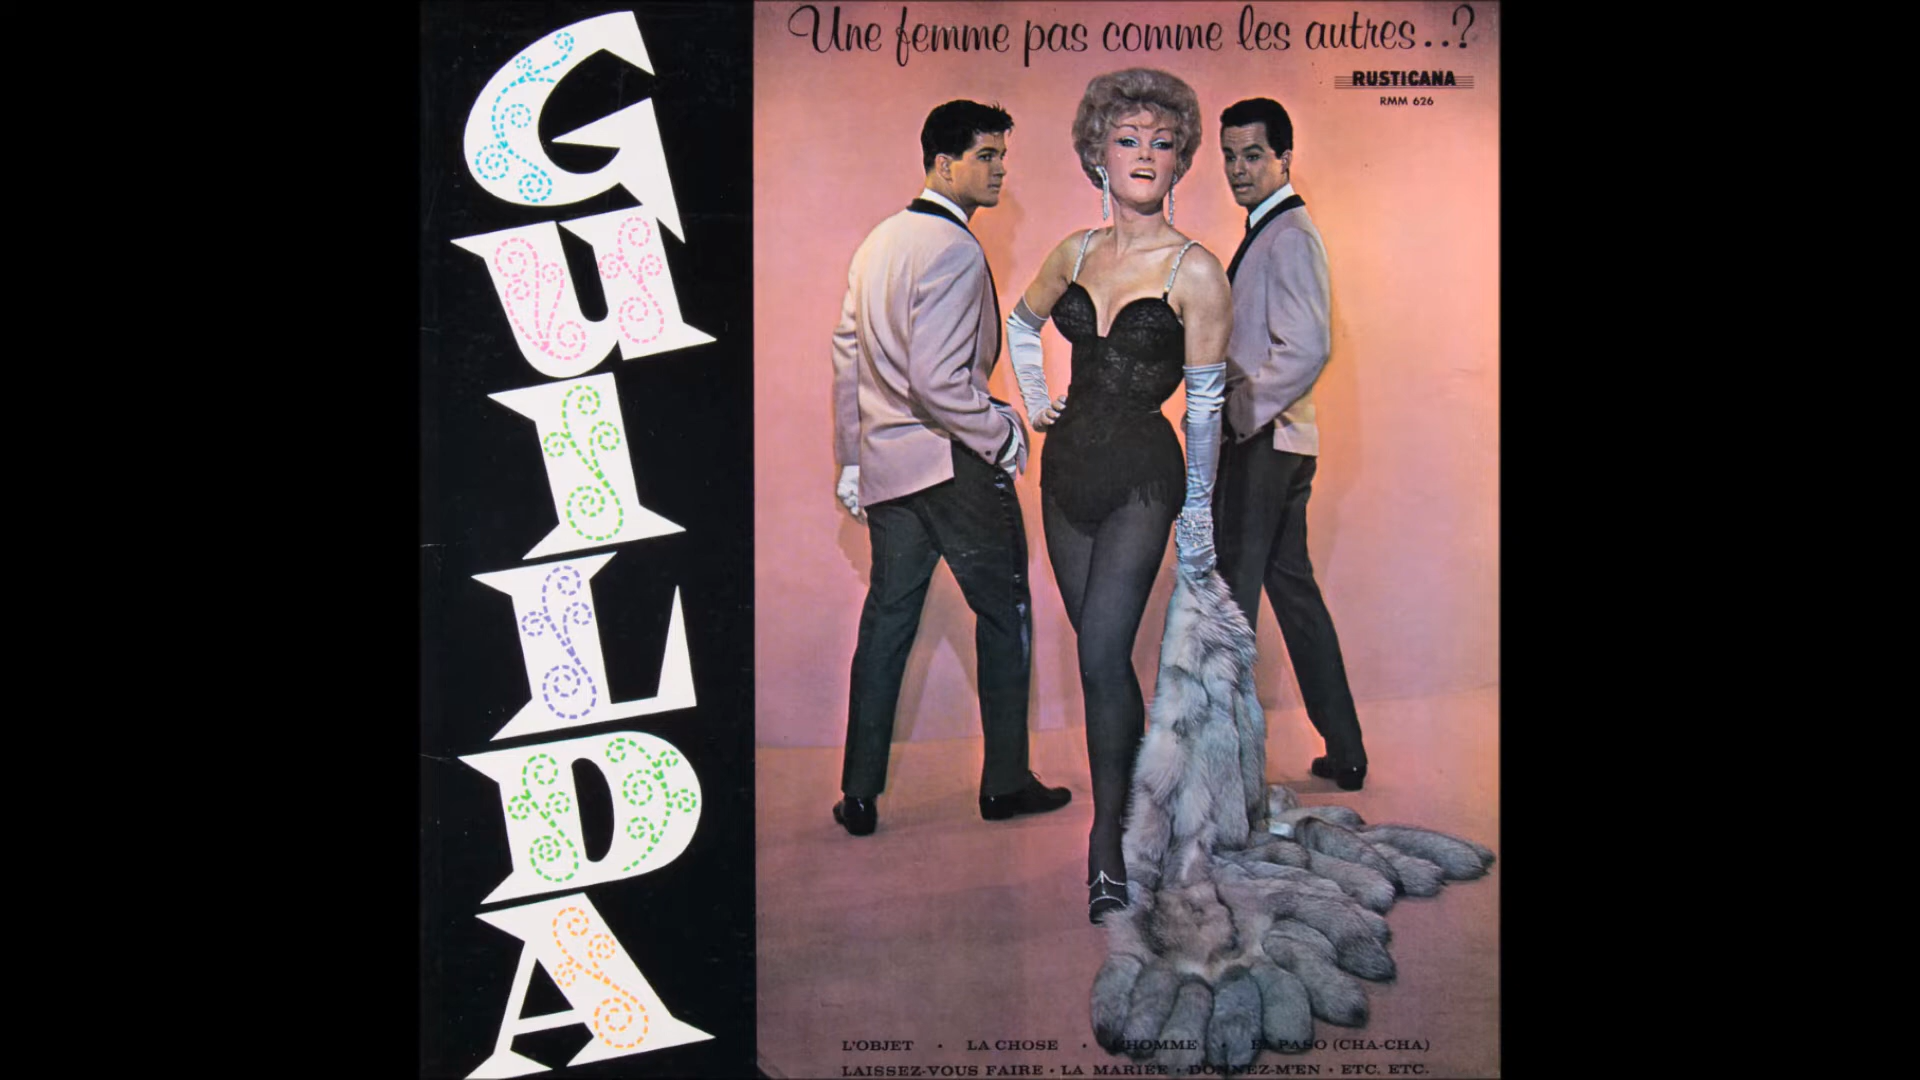 GUILDA
Une femme pas comme les autres..?
RUSTICANA
RMM 626
L'OBJET • LA CHOSE • L'HOMME • EL PASO (CHA-CHA)
LAISSEZ-VOUS FAIRE • LA MARIÉE • DONNEZ-M'EN • ETC. ETC.